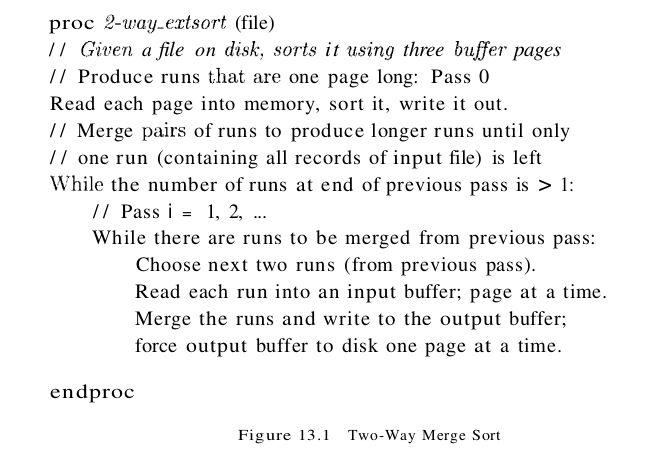 proc 2-way_extsort (file)
// Given a file on disk, sorts it using three buffer pages
// Produce runs that are one page long: Pass 0
Read each page into memory, sort it, write it out.
// Merge pairs of runs to produce longer runs until only
// one run (containing all records of input file) is left
While the number of runs at end of previous pass is > 1:
// Pass i = 1, 2, ...
While there are runs to be merged from previous pass:
Choose next two runs (from previous pass).
Read each run into an input buffer; page at a time.
Merge the runs and write to the output buffer;
force output buffer to disk one page at a time.
endproc
Figure 13.1 Two-Way Merge Sort